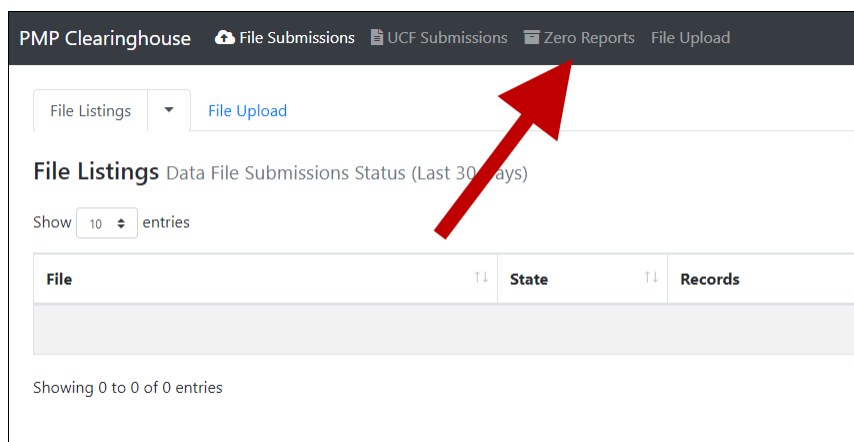 PMP Clearinghouse File Submissions UCF Submissions Zero Reports File Upload
File Listings File Upload
File Listings Data File Submissions Status (Last 30 Days)
Show 10 entries
File State Records
Showing 0 to 0 of 0 entries